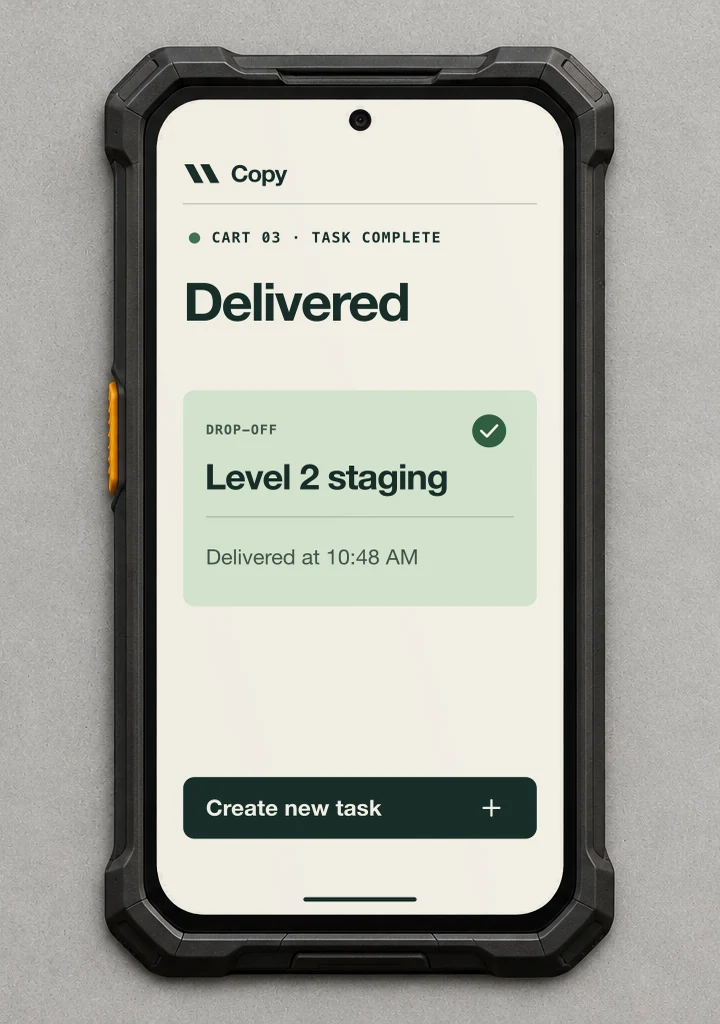 Copy
CART 03 · TASK COMPLETE
Delivered
DROP-OFF
Level 2 staging
Delivered at 10:48 AM
Create new task